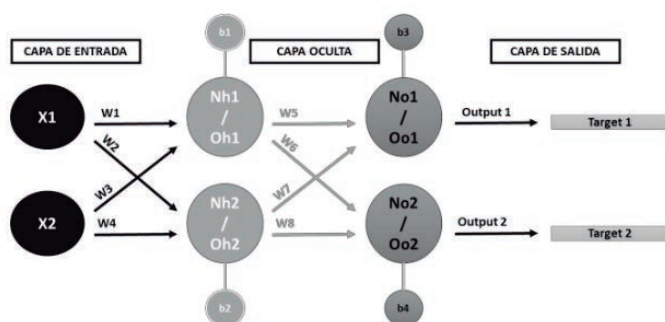 b1
b3
CAPA DE ENTRADA
CAPA OCULTA
CAPA DE SALIDA
X1
W1
W2
W3
W4
X2
Nh1
/
Oh1
Nh2
/
Oh2
W5
W6
W7
W8
No1
/
Oo1
No2
/
Oo2
Output 1
Target 1
Output 2
Target 2
b2
b4